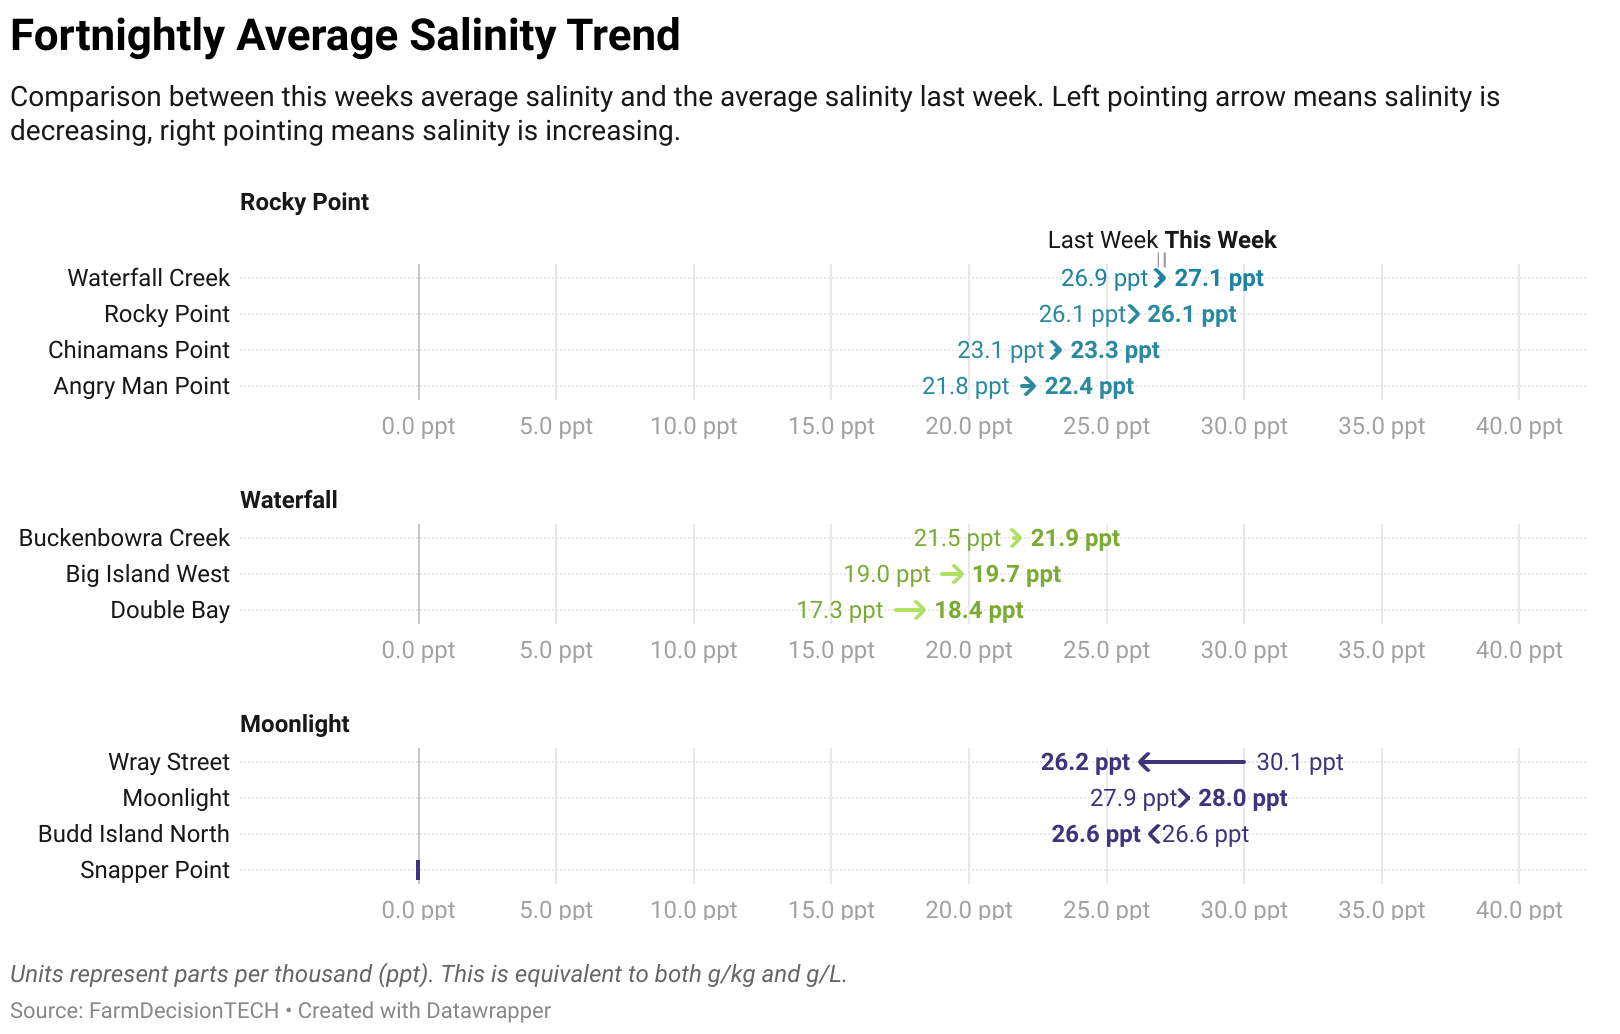 Fortnightly Average Salinity Trend
Comparison between this weeks average salinity and the average salinity last week. Left pointing arrow means salinity is
decreasing, right pointing means salinity is increasing.
Rocky Point
Last Week This Week
Waterfall Creek 26.9 ppt 27.1 ppt
Rocky Point 26.1 ppt 26.1 ppt
Chinamans Point 23.1 ppt 23.3 ppt
Angry Man Point 21.8 ppt 22.4 ppt
0.0 ppt 5.0 ppt 10.0 ppt 15.0 ppt 20.0 ppt 25.0 ppt 30.0 ppt 35.0 ppt 40.0 ppt
Waterfall
Buckenbowra Creek 21.5 ppt 21.9 ppt
Big Island West 19.0 ppt 19.7 ppt
Double Bay 17.3 ppt 18.4 ppt
0.0 ppt 5.0 ppt 10.0 ppt 15.0 ppt 20.0 ppt 25.0 ppt 30.0 ppt 35.0 ppt 40.0 ppt
Moonlight
Wray Street 26.2 ppt 30.1 ppt
Moonlight 27.9 ppt 28.0 ppt
Budd Island North 26.6 ppt 26.6 ppt
Snapper Point
0.0 ppt 5.0 ppt 10.0 ppt 15.0 ppt 20.0 ppt 25.0 ppt 30.0 ppt 35.0 ppt 40.0 ppt
Units represent parts per thousand (ppt). This is equivalent to both g/kg and g/L.
Source: FarmDecisionTECH • Created with Datawrapper